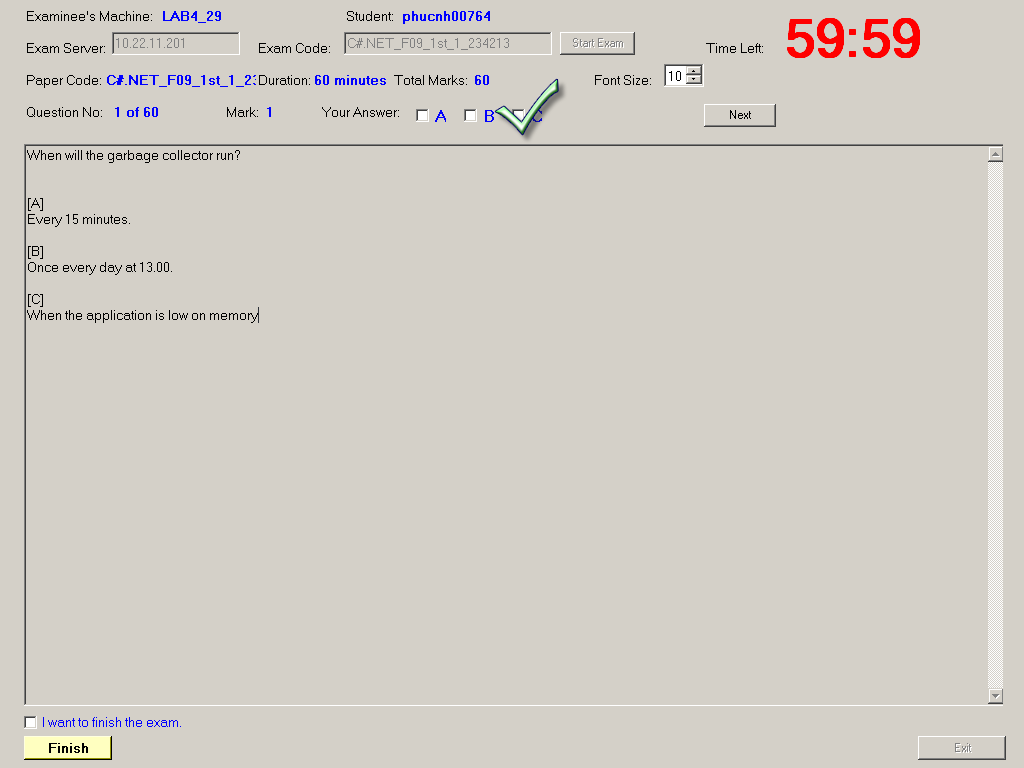 Examinee's Machine: LAB4_29 Student: phucnh00764
Exam Server: 10.22.11.201 Exam Code: C#.NET_F09_1st_1_234213 Start Exam Time Left: 59:59
Paper Code: C#.NET_F09_1st_1_23 Duration: 60 minutes Total Marks: 60 Font Size: 10
Question No: 1 of 60 Mark: 1 Your Answer: A B C Next
When will the garbage collector run?
[A]
Every 15 minutes.
[B]
Once every day at 13.00.
[C]
When the application is low on memory
I want to finish the exam.
Finish Exit